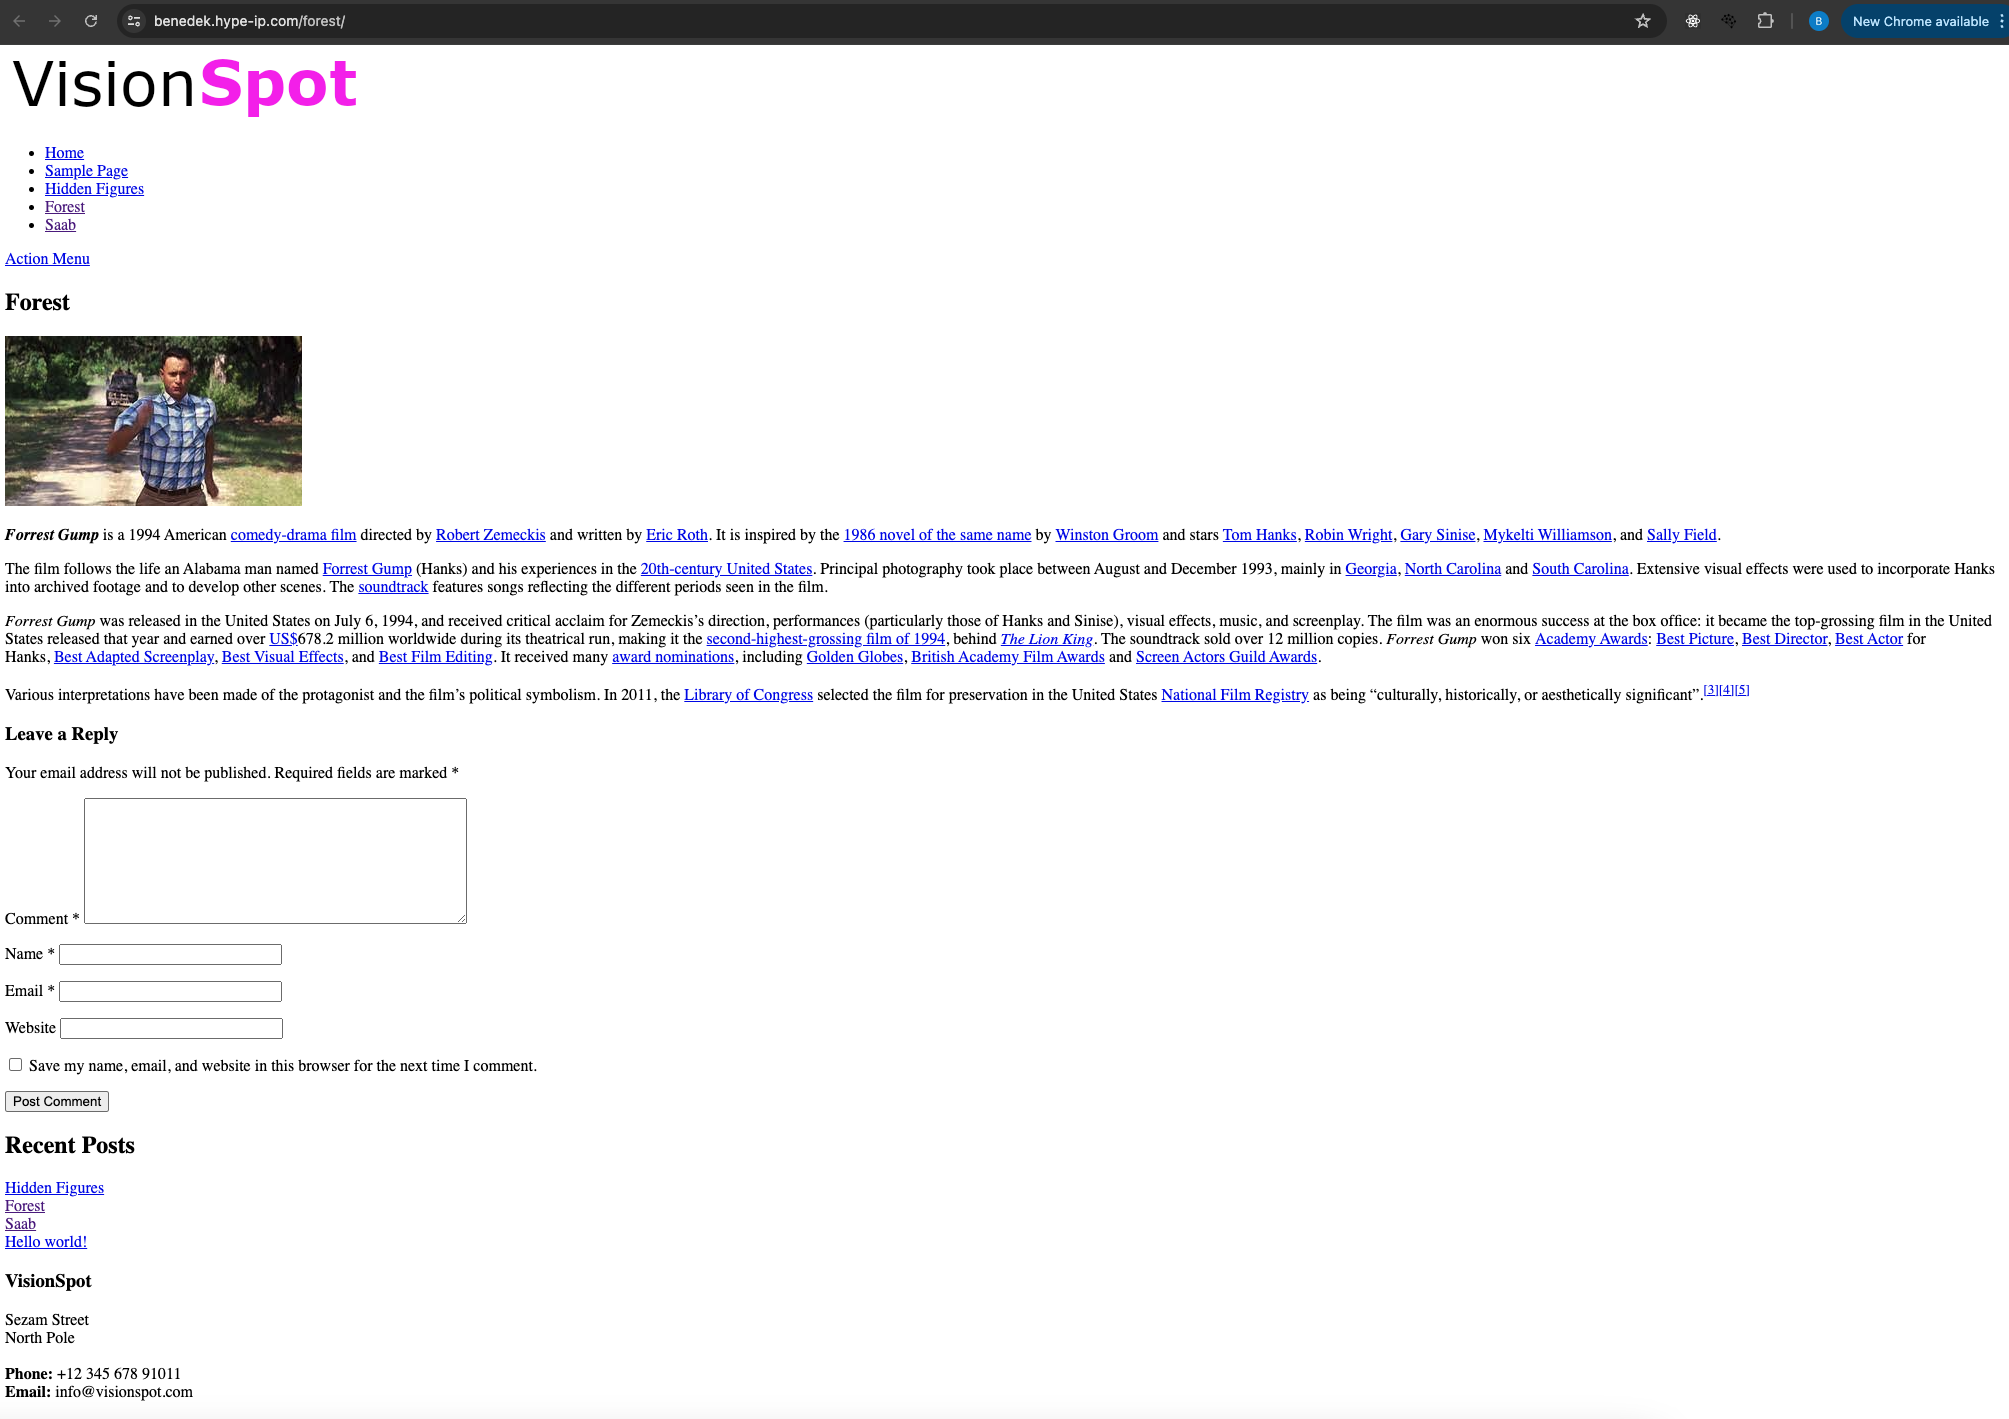 benedek.hype-ip.com/forest/
B
New Chrome available
VisionSpot
Home
Sample Page
Hidden Figures
Forest
Saab
Action Menu
Forest
Forrest Gump is a 1994 American comedy-drama film directed by Robert Zemeckis and written by Eric Roth. It is inspired by the 1986 novel of the same name by Winston Groom and stars Tom Hanks, Robin Wright, Gary Sinise, Mykelti Williamson, and Sally Field.
The film follows the life an Alabama man named Forrest Gump (Hanks) and his experiences in the 20th-century United States. Principal photography took place between August and December 1993, mainly in Georgia, North Carolina and South Carolina. Extensive visual effects were used to incorporate Hanks
into archived footage and to develop other scenes. The soundtrack features songs reflecting the different periods seen in the film.
Forrest Gump was released in the United States on July 6, 1994, and received critical acclaim for Zemeckis’s direction, performances (particularly those of Hanks and Sinise), visual effects, music, and screenplay. The film was an enormous success at the box office: it became the top-grossing film in the United
States released that year and earned over US$678.2 million worldwide during its theatrical run, making it the second-highest-grossing film of 1994, behind The Lion King. The soundtrack sold over 12 million copies. Forrest Gump won six Academy Awards: Best Picture, Best Director, Best Actor for
Hanks, Best Adapted Screenplay, Best Visual Effects, and Best Film Editing. It received many award nominations, including Golden Globes, British Academy Film Awards and Screen Actors Guild Awards.
Various interpretations have been made of the protagonist and the film’s political symbolism. In 2011, the Library of Congress selected the film for preservation in the United States National Film Registry as being “culturally, historically, or aesthetically significant”.[3][4][5]
Leave a Reply
Your email address will not be published. Required fields are marked *
Comment *
Name *
Email *
Website
Save my name, email, and website in this browser for the next time I comment.
Post Comment
Recent Posts
Hidden Figures
Forest
Saab
Hello world!
VisionSpot
Sezam Street
North Pole
Phone: +12 345 678 91011
Email: info@visionspot.com